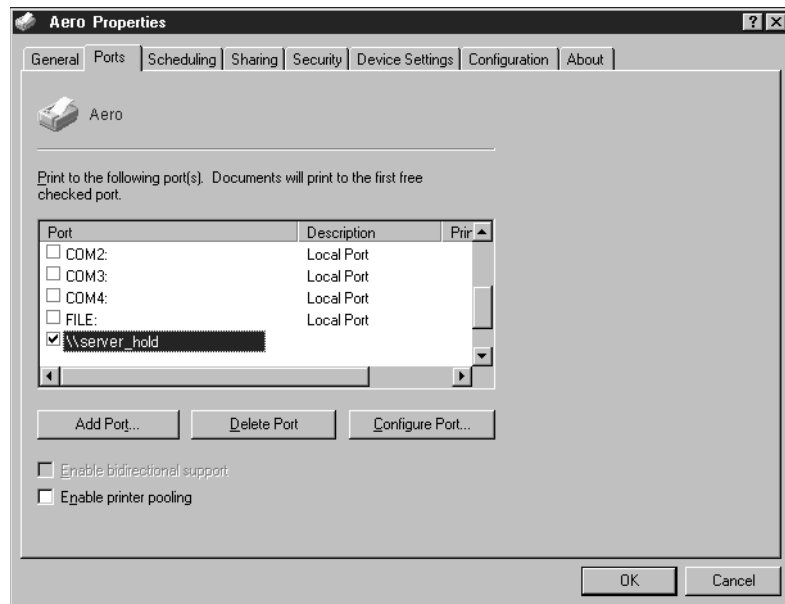 Aero Properties
General Ports Scheduling Sharing Security Device Settings Configuration About
Aero
Print to the following port(s). Documents will print to the first free
checked port.
Port Description Prin
COM2: Local Port
COM3: Local Port
COM4: Local Port
FILE: Local Port
\\server_hold
Add Port... Delete Port Configure Port...
Enable bidirectional support
Enable printer pooling
OK Cancel